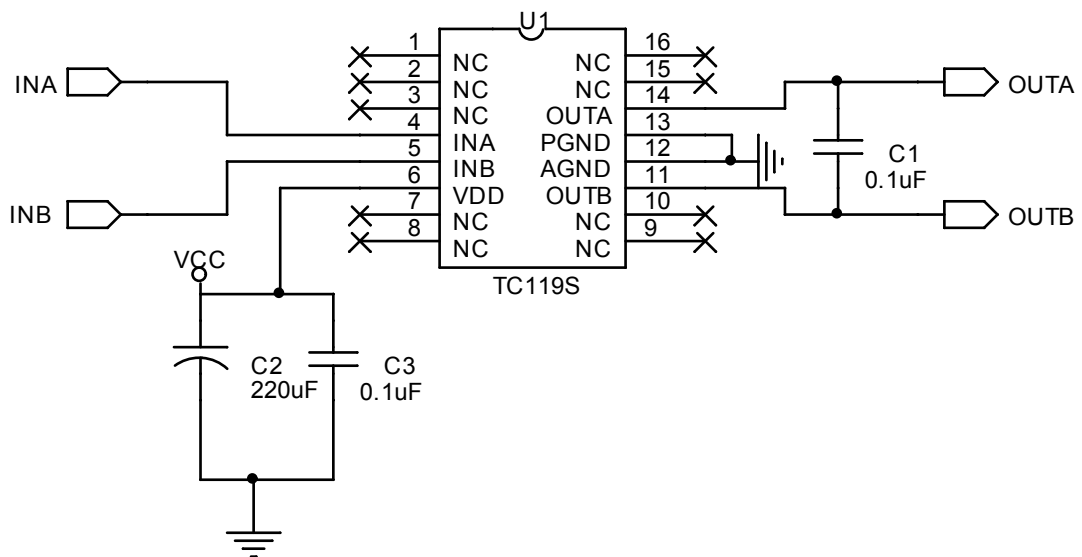 U1
1 NC NC 16
2 NC NC 15
3 NC OUTA 14
4 INA PGND 13
5 INB AGND 12
6 VDD OUTB 11
7 NC NC 10
8 NC NC 9
TC119S
INA
INB
OUTA
OUTB
C1
0.1uF
VCC
C2
220uF
C3
0.1uF